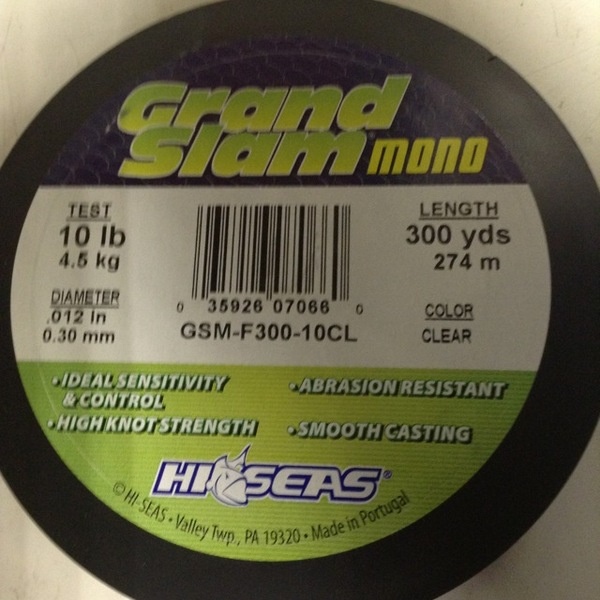 Grand
Slam MONO
TEST
10 lb
4.5 kg
DIAMETER
.012 in
0.30 mm
0 35926 07066 0
GSM-F300-10CL
LENGTH
300 yds
274 m
COLOR
CLEAR
• IDEAL SENSITIVITY
& CONTROL
• HIGH KNOT STRENGTH
• ABRASION RESISTANT
• SMOOTH CASTING
HI-SEAS®
© HI-SEAS • Valley Twp., PA 19320 • Made in Portugal